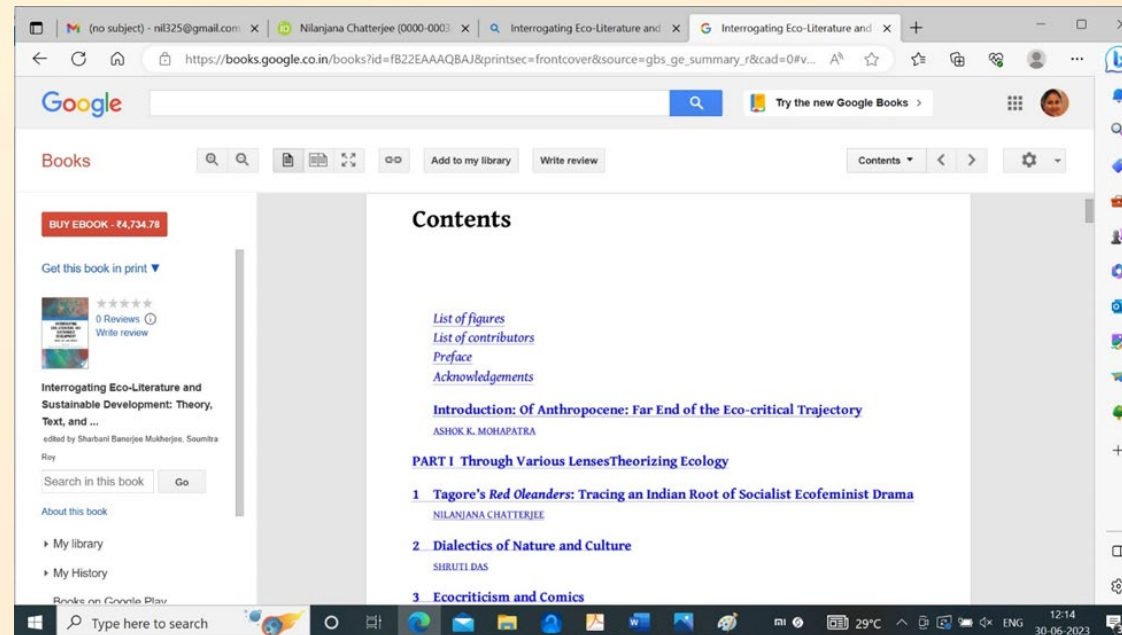 (no subject) - nil325@gmail.com
Nilanjana Chatterjee (0000-0003
Interrogating Eco-Literature and
Interrogating Eco-Literature and
https://books.google.co.in/books?id=fB22EAAAQBAJ&printsec=frontcover&source=gbs_ge_summary_r&cad=0#v...
Google
Try the new Google Books >
Books
Add to my library
Write review
Contents
BUY EBOOK - ₹4,734.78
Get this book in print ▼
0 Reviews
Write review
Interrogating Eco-Literature and
Sustainable Development: Theory,
Text, and ...
edited by Sharbani Banerjee Mukherjee, Soumitra
Roy
Search in this book
Go
About this book
My library
My History
Books on Google Play
Contents
List of figures
List of contributors
Preface
Acknowledgements
Introduction: Of Anthropocene: Far End of the Eco-critical Trajectory
ASHOK K. MOHAPATRA
PART I Through Various LensesTheorizing Ecology
1 Tagore's Red Oleanders: Tracing an Indian Root of Socialist Ecofeminist Drama
NILANJANA CHATTERJEE
2 Dialectics of Nature and Culture
SHRUTI DAS
3 Ecocriticism and Comics
Type here to search
29°C
ENG
12:14
30-06-2023